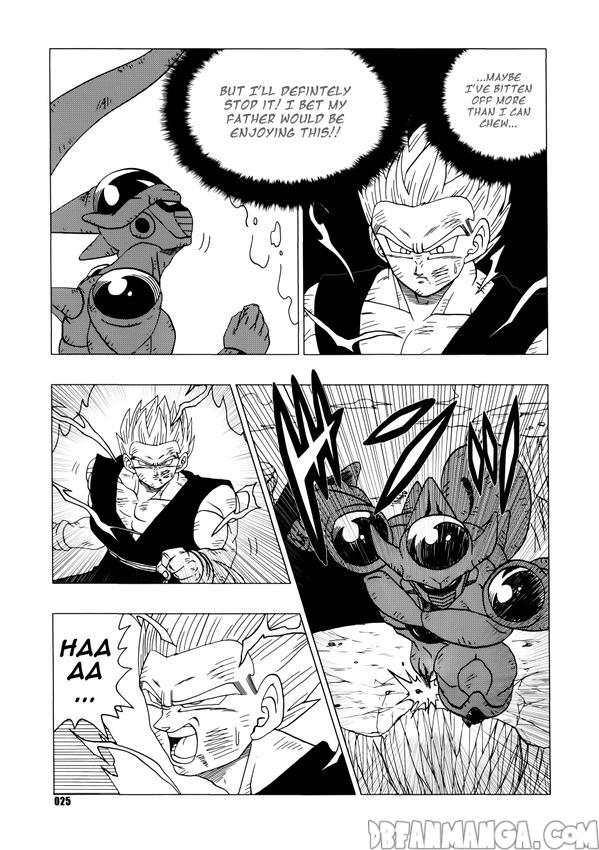 ...MAYBE
I'VE BITTEN
OFF MORE
THAN I CAN
CHEW...
BUT I'LL DEFINTELY
STOP IT! I BET MY
FATHER WOULD BE
ENJOYING THIS!!
HAA
AA
...
025
DBFANMANGA.COM